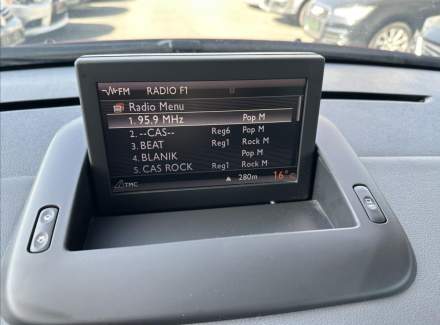 FM RADIO F1
Radio Menu
1. 95.9 MHz Pop M
2. --CAS-- Reg6 Pop M
3. BEAT Reg1 Rock M
4. BLANIK Pop M
5. CAS ROCK Reg1 Rock M
TMC 280m 16°C